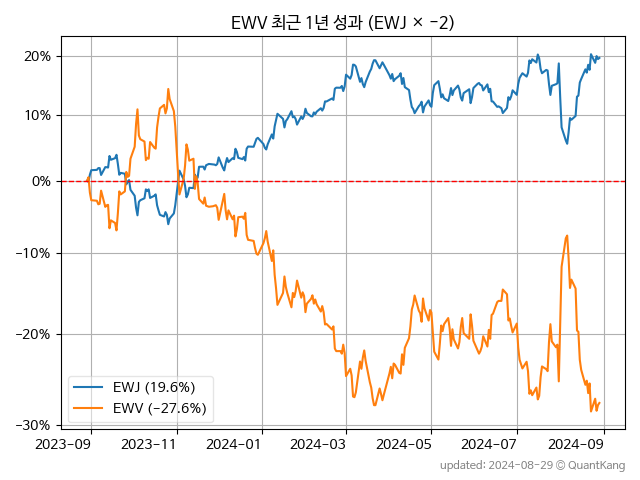 EWV 최근 1년 성과 (EWJ × −2)
20%
10%
0%
−10%
−20%
−30%
EWJ (19.6%)
EWV (−27.6%)
2023−09 2023−11 2024−01 2024−03 2024−05 2024−07 2024−09
updated: 2024-08-29 © QuantKang